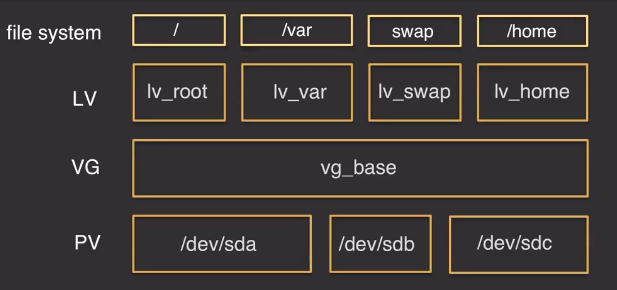 file system / /var swap /home
LV lv_root lv_var lv_swap lv_home
VG vg_base
PV /dev/sda /dev/sdb /dev/sdc